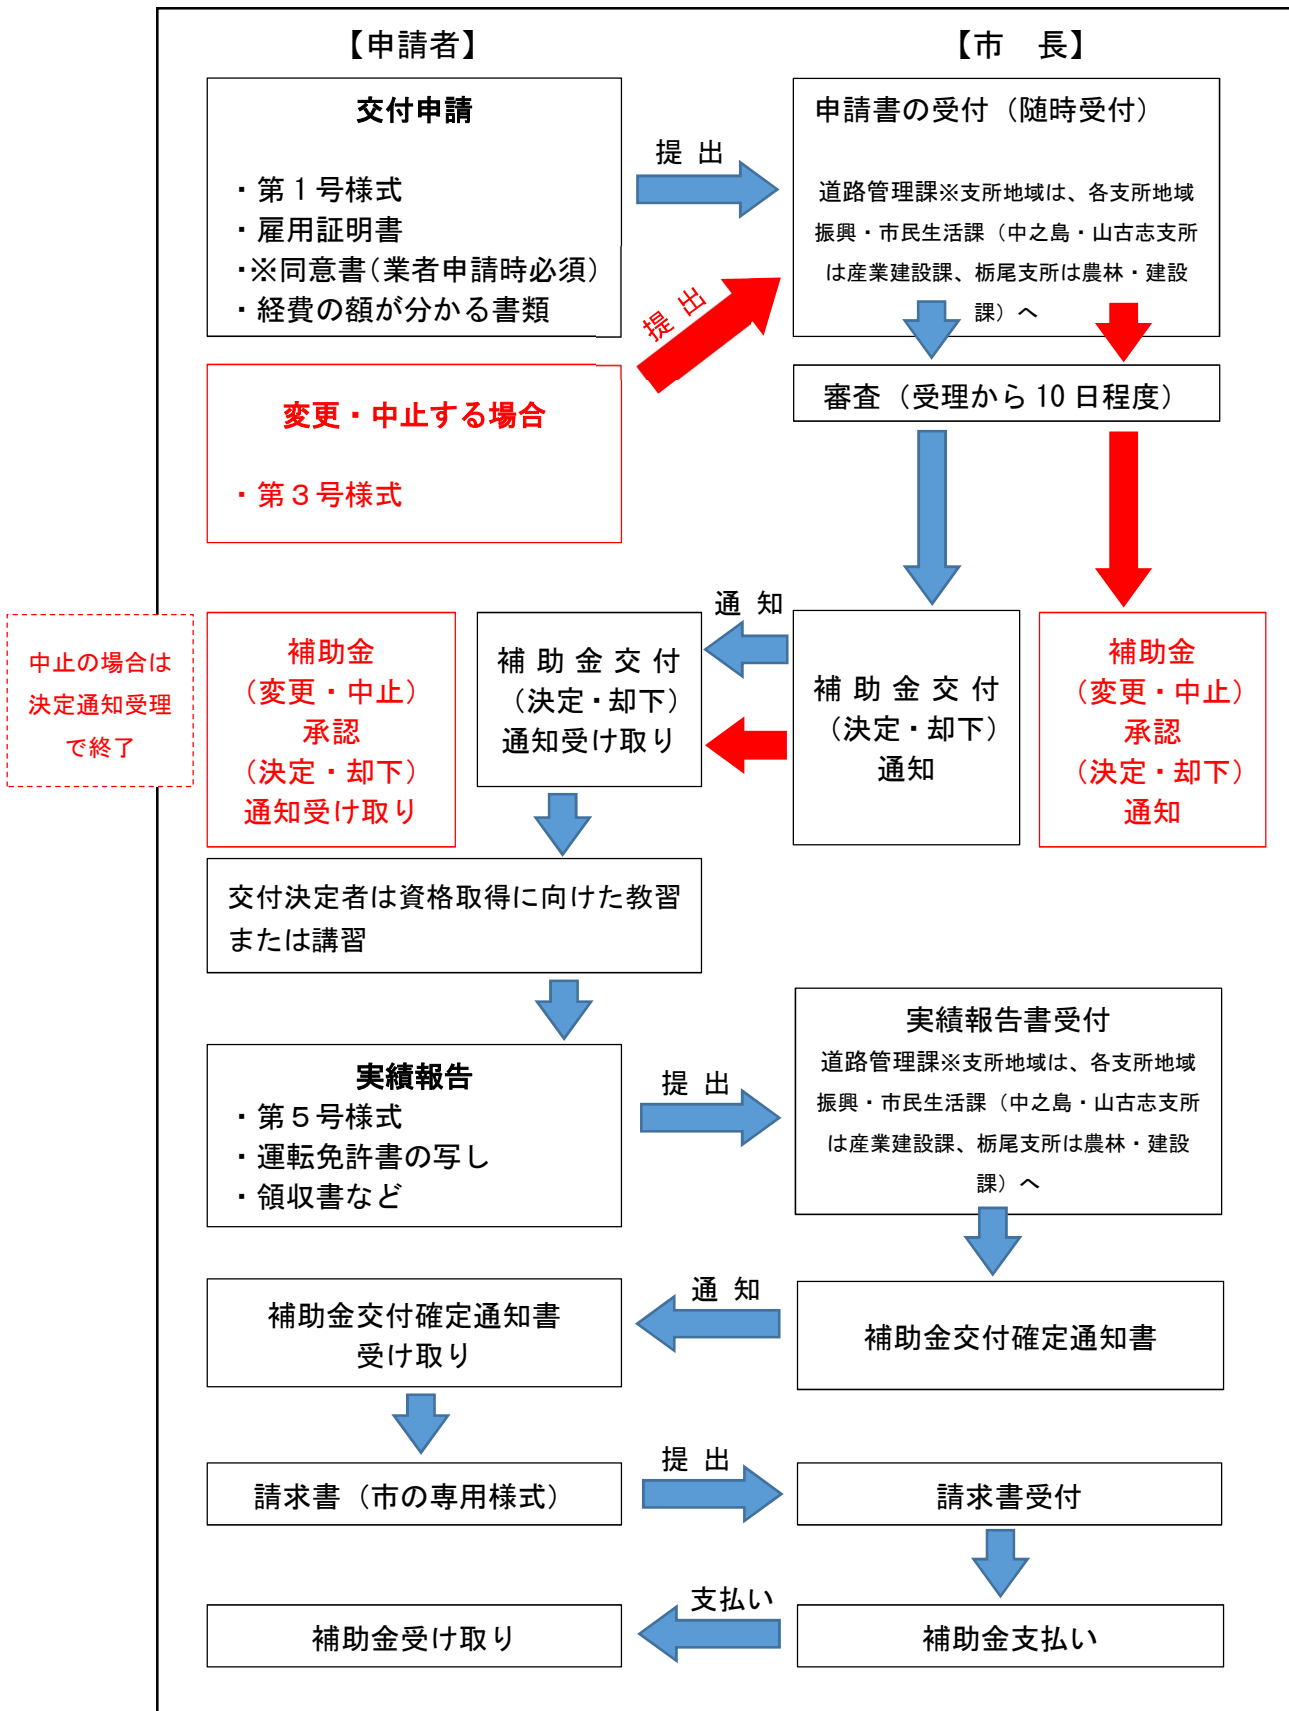 【申請者】
【市　長】
交付申請
・第１号様式
・雇用証明書
・※同意書（業者申請時必須）
・経費の額が分かる書類
提 出
申請書の受付（随時受付）
道路管理課※支所地域は、各支所地域
振興・市民生活課（中之島・山古志支所
は産業建設課、栃尾支所は農林・建設
課）へ
提 出
変更・中止する場合
・第３号様式
審査（受理から 10 日程度）
中止の場合は
決定通知受理
で終了
補助金
（変更・中止）
承認
（決定・却下）
通知受け取り
補 助 金 交 付
（決定・却下）
通知受け取り
通 知
補 助 金 交 付
（決定・却下）
通知
補助金
（変更・中止）
承認
（決定・却下）
通知
交付決定者は資格取得に向けた教習
または講習
実績報告
・第５号様式
・運転免許書の写し
・領収書など
提 出
実績報告書受付
道路管理課※支所地域は、各支所地域
振興・市民生活課（中之島・山古志支所
は産業建設課、栃尾支所は農林・建設
課）へ
補助金交付確定通知書
受け取り
通 知
補助金交付確定通知書
請求書（市の専用様式）
提 出
請求書受付
補助金受け取り
支払い
補助金支払い